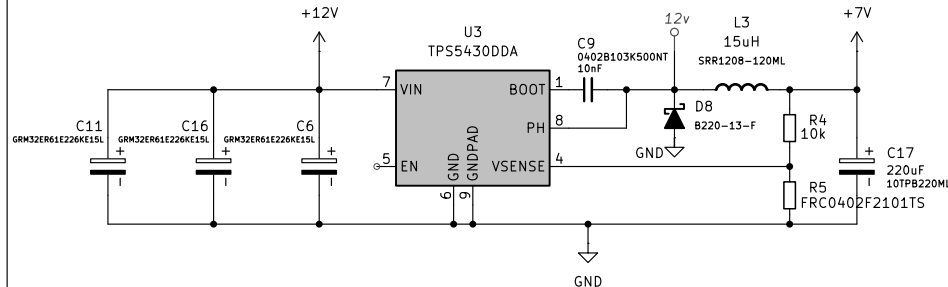 +12V
U3
TPS5430DDA
C9
0402B103K500NT
10nF
12v
L3
15uH
SRR1208-120ML
+7V
7
VIN
BOOT
1
D8
B220-13-F
GND
PH
8
R4
10k
C11
GRM32ER61E226KE15L
C16
GRM32ER61E226KE15L
C6
GRM32ER61E226KE15L
5
EN
GND
GNDPAD
VSENSE
4
6
9
C17
220uF
10TPB220ML
R5
FRC0402F2101TS
GND